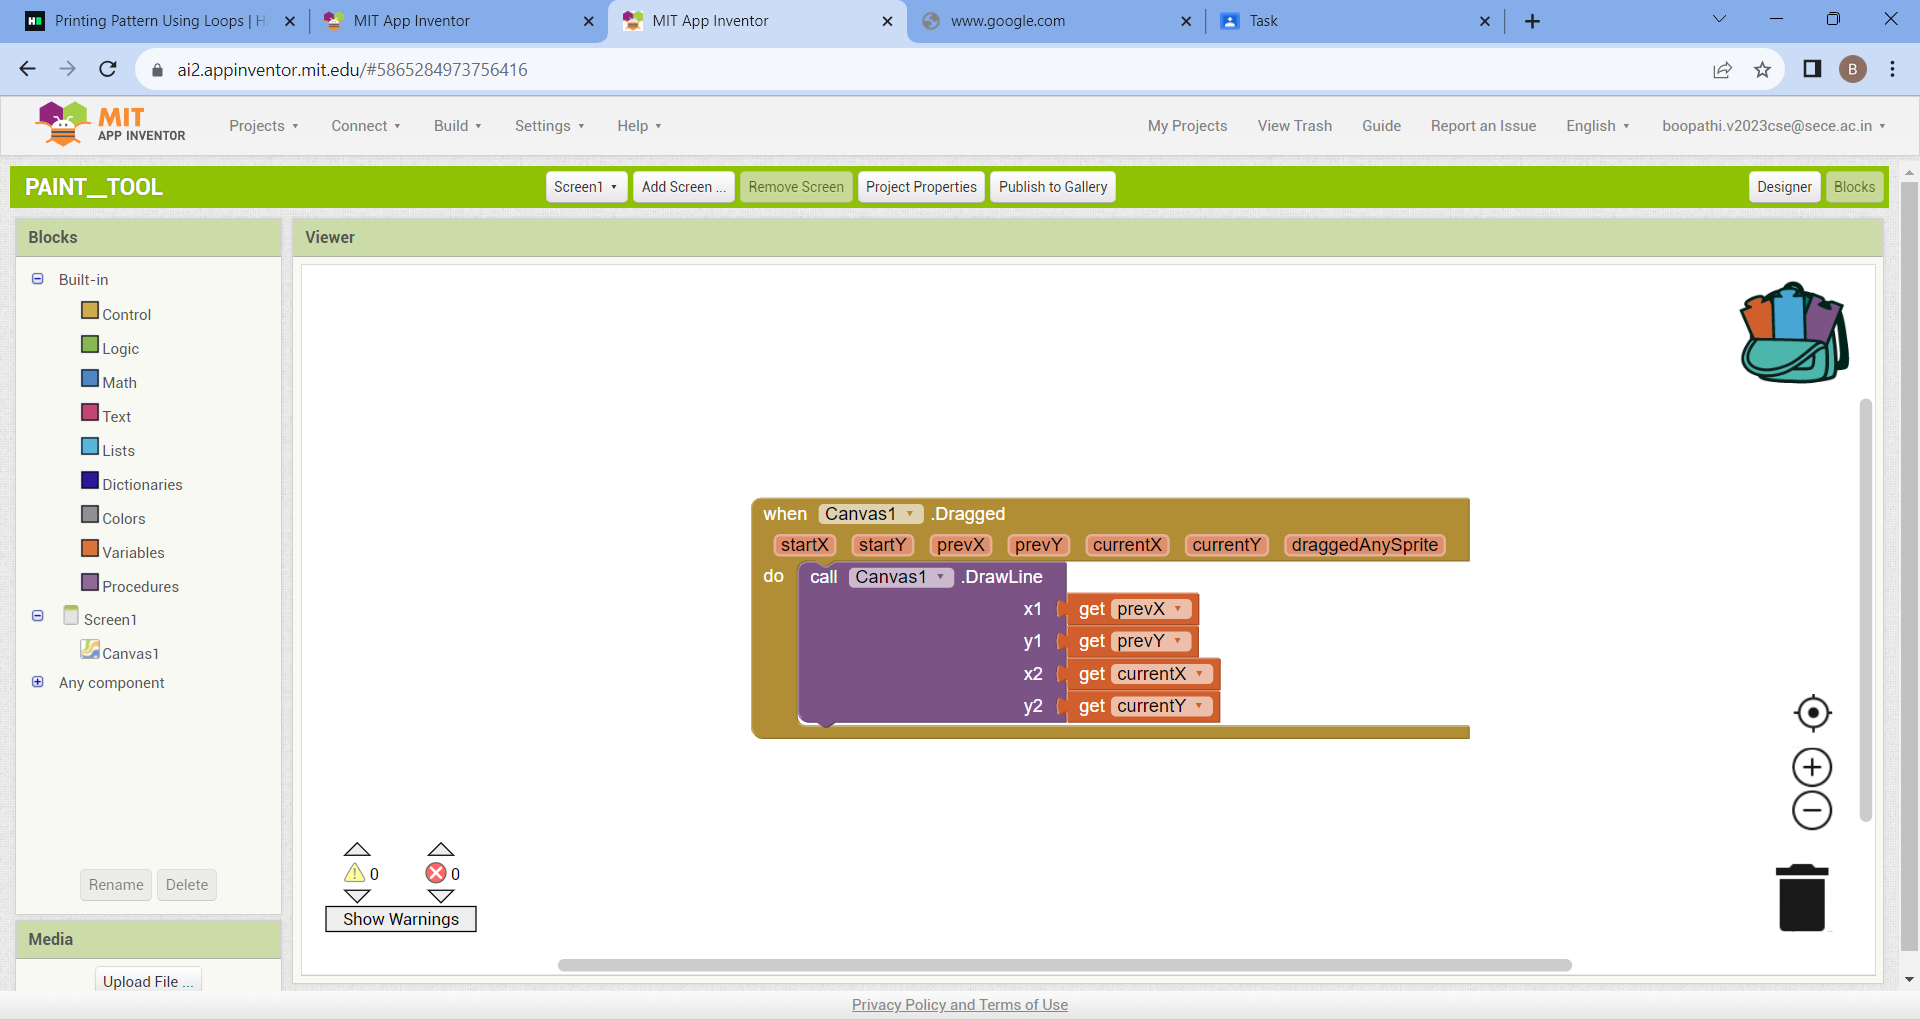 Printing Pattern Using Loops | H
MIT App Inventor
MIT App Inventor
www.google.com
Task
ai2.appinventor.mit.edu/#5865284973756416
B
MIT
APP INVENTOR
Projects
Connect
Build
Settings
Help
My Projects
View Trash
Guide
Report an Issue
English
boopathi.v2023cse@sece.ac.in
PAINT__TOOL
Screen1
Add Screen ...
Remove Screen
Project Properties
Publish to Gallery
Designer
Blocks
Blocks
Built-in
Control
Logic
Math
Text
Lists
Dictionaries
Colors
Variables
Procedures
Screen1
Canvas1
Any component
Rename
Delete
Media
Upload File ...
Viewer
when Canvas1 .Dragged
startX startY prevX prevY currentX currentY draggedAnySprite
do call Canvas1 .DrawLine
x1 get prevX
y1 get prevY
x2 get currentX
y2 get currentY
0 0
Show Warnings
Privacy Policy and Terms of Use